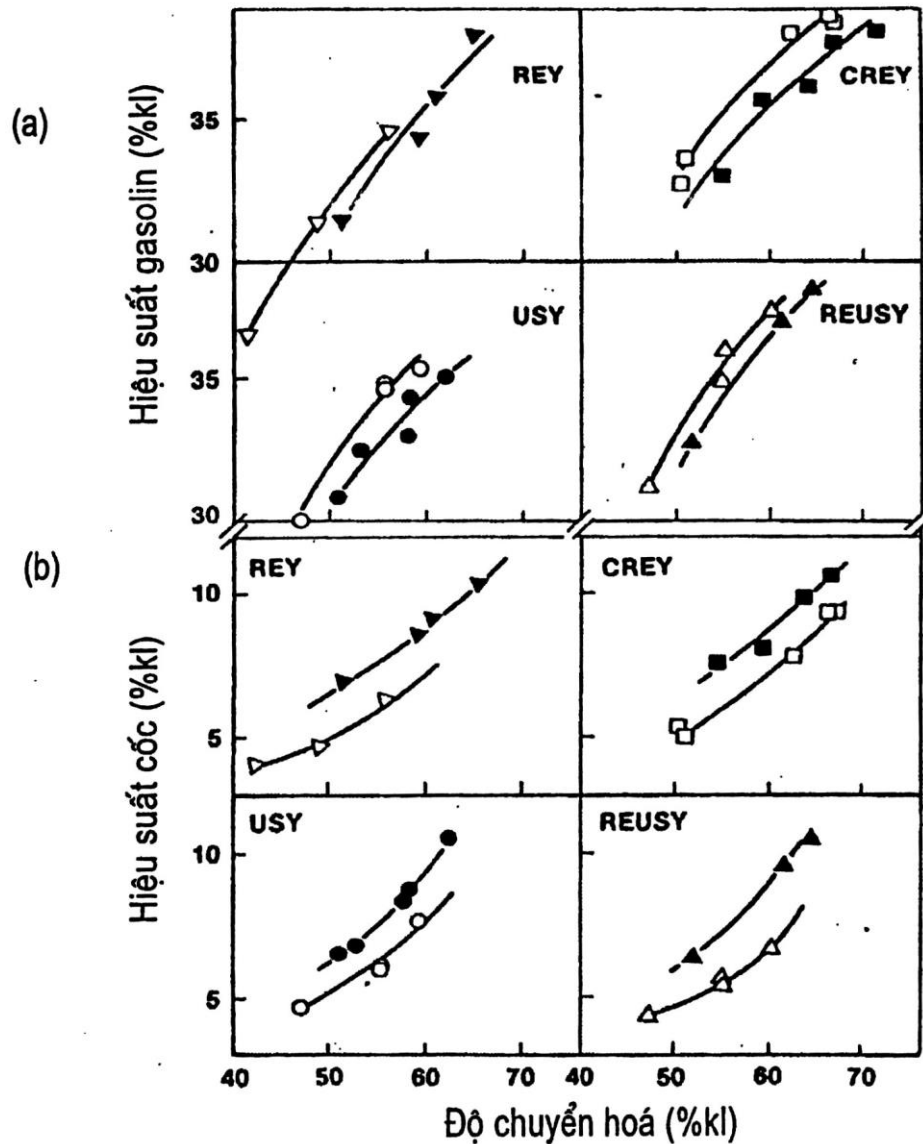 (a)
Hiệu suất gasolin (%kl)
REY
CREY
35
30
USY
REUSY
35
30
(b)
Hiệu suất cốc (%kl)
REY
CREY
10
5
USY
REUSY
10
5
40 50 60 70 40 50 60 70
Độ chuyển hoá (%kl)